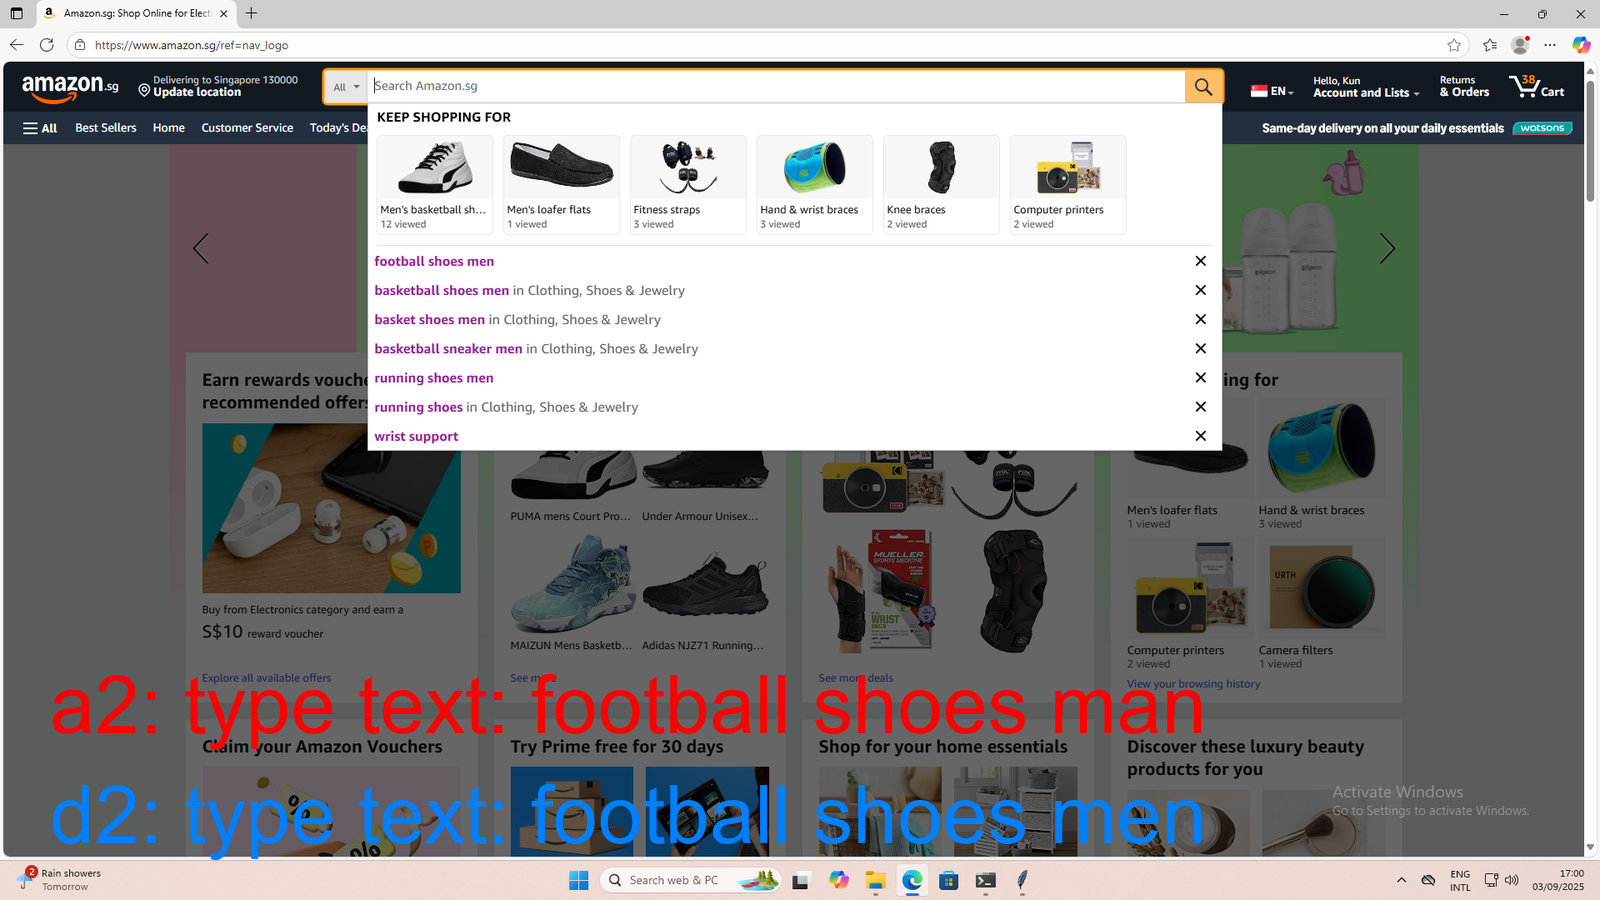 Amazon.sg: Shop Online for Elect
https://www.amazon.sg/ref=nav_logo
amazon.sg
Delivering to Singapore 130000
Update location
All
Search Amazon.sg
EN
Hello, Kun
Account and Lists
Returns
& Orders
38
Cart
All
Best Sellers
Home
Customer Service
Today's Dea
Same-day delivery on all your daily essentials
watsons
KEEP SHOPPING FOR
Men's basketball sh...
12 viewed
Men's loafer flats
1 viewed
Fitness straps
3 viewed
Hand & wrist braces
3 viewed
Knee braces
2 viewed
Computer printers
2 viewed
football shoes men
basketball shoes men in Clothing, Shoes & Jewelry
basket shoes men in Clothing, Shoes & Jewelry
basketball sneaker men in Clothing, Shoes & Jewelry
running shoes men
running shoes in Clothing, Shoes & Jewelry
wrist support
Earn rewards vouche
recommended offers
Buy from Electronics category and earn a
S$10 reward voucher
Explore all available offers
PUMA mens Court Pro...
Under Armour Unisex...
MAIZUN Mens Basketb...
Adidas NJZ71 Running...
See more
KODAK
MUELLER
SPORTS MEDICINE
WRIST
BRACE
See more deals
ing for
Men's loafer flats
1 viewed
Hand & wrist braces
3 viewed
Kodak
URTH
Computer printers
2 viewed
Camera filters
1 viewed
View your browsing history
pigeon
pigeon
a2: type text: football shoes man
Claim your Amazon Vouchers
Try Prime free for 30 days
Shop for your home essentials
Discover these luxury beauty
products for you
d2: type text: football shoes men
Activate Windows
Go to Settings to activate Windows.
2
Rain showers
Tomorrow
Search web & PC
ENG
INTL
17:00
03/09/2025